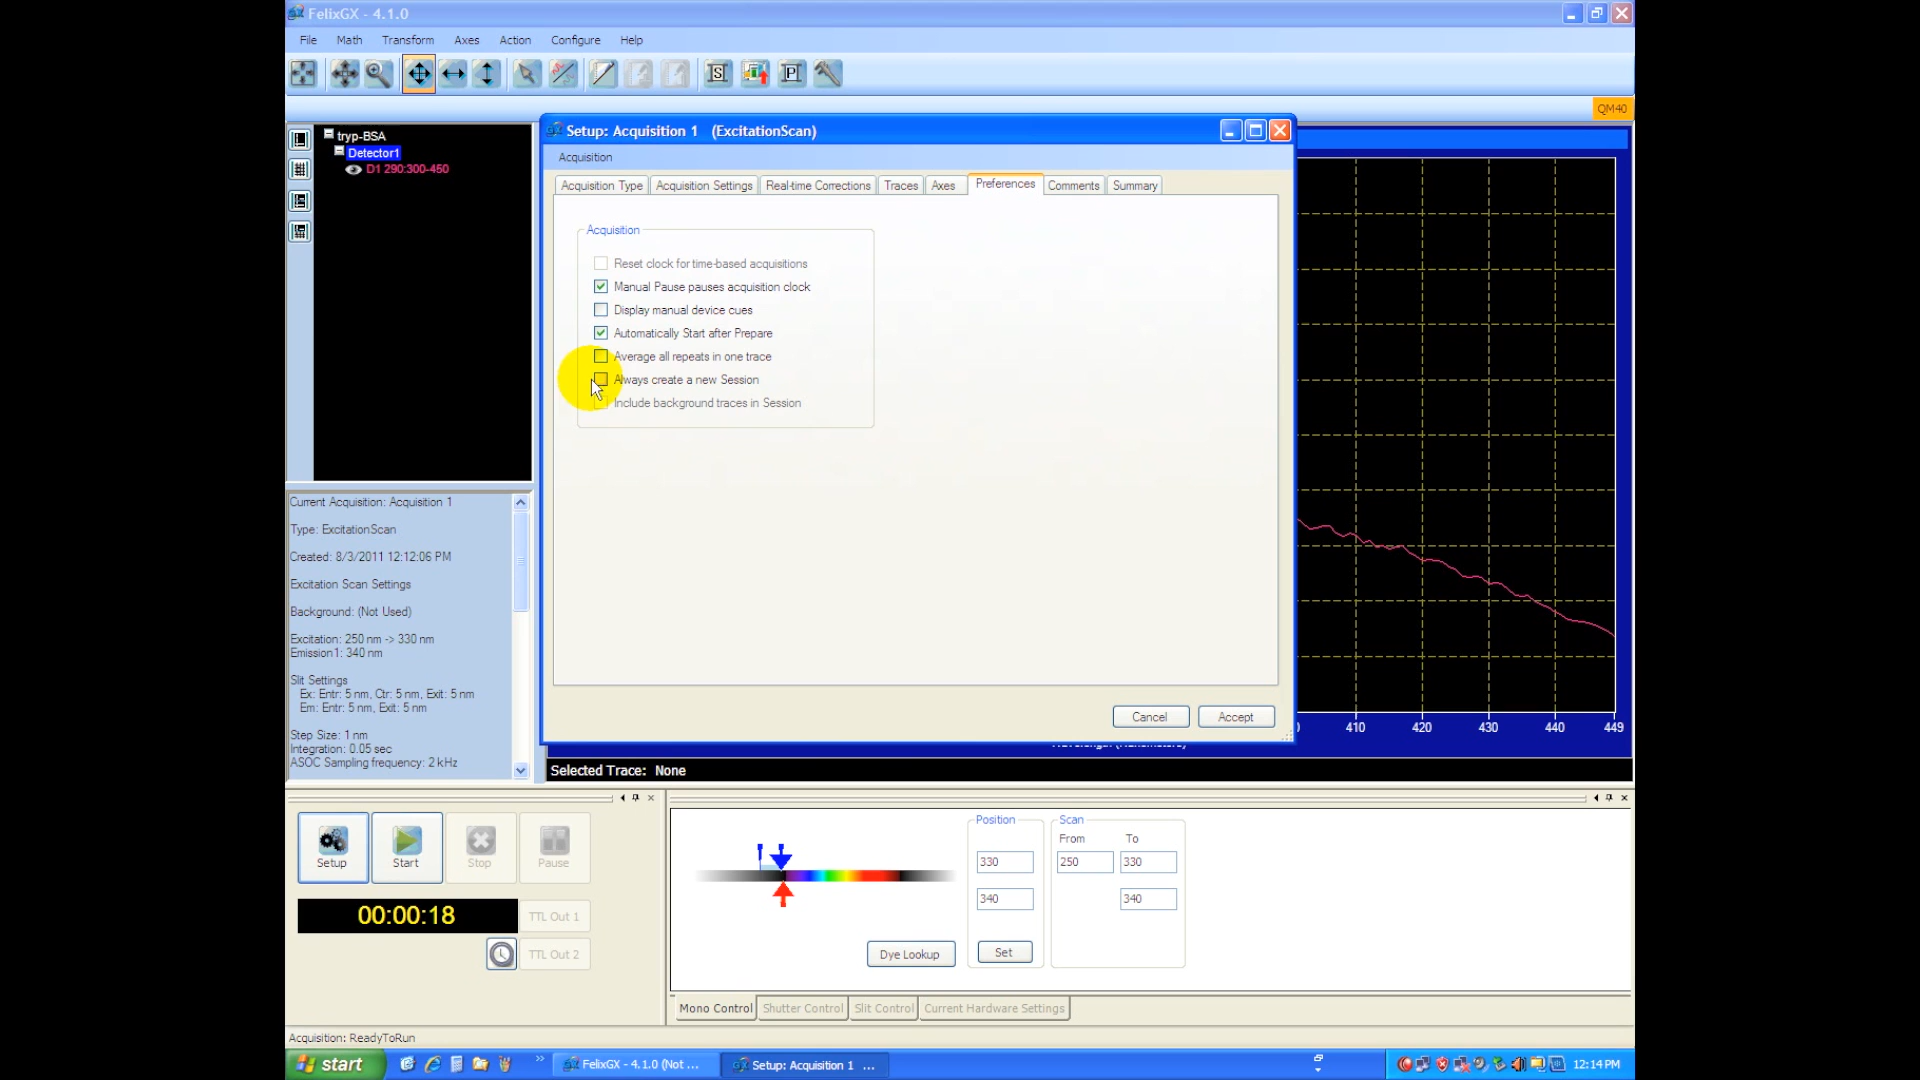 FelixGX - 4.1.0
File Math Transform Axes Action Configure Help
S P
QM40
tryp-BSA
Detector1
D1 290:300-450
Setup: Acquisition 1 (ExcitationScan)
Acquisition
Acquisition Type Acquisition Settings Real-time Corrections Traces Axes Preferences Comments Summary
Acquisition
Reset clock for time-based acquisitions
Manual Pause pauses acquisition clock
Display manual device cues
Automatically Start after Prepare
Average all repeats in one trace
Always create a new Session
Include background traces in Session
Cancel Accept
410 420 430 440 449
Selected Trace: None
Current Acquisition: Acquisition 1
Type: ExcitationScan
Created: 8/3/2011 12:12:06 PM
Excitation Scan Settings
Background: (Not Used)
Excitation: 250 nm -> 330 nm
Emission1: 340 nm
Slit Settings
Ex: Entr: 5 nm, Ctr: 5 nm, Exit: 5 nm
Em: Entr: 5 nm, Exit: 5 nm
Step Size: 1 nm
Integration: 0.05 sec
ASOC Sampling frequency: 2 kHz
Setup Start Stop Pause
00:00:18
TTL Out 1
TTL Out 2
Position Scan
From To
330 250 330
340 340
Dye Lookup Set
Mono Control Shutter Control Slit Control Current Hardware Settings
Acquisition: ReadyToRun
start
FelixGX - 4.1.0 (Not ...
Setup: Acquisition 1 ...
12:14 PM